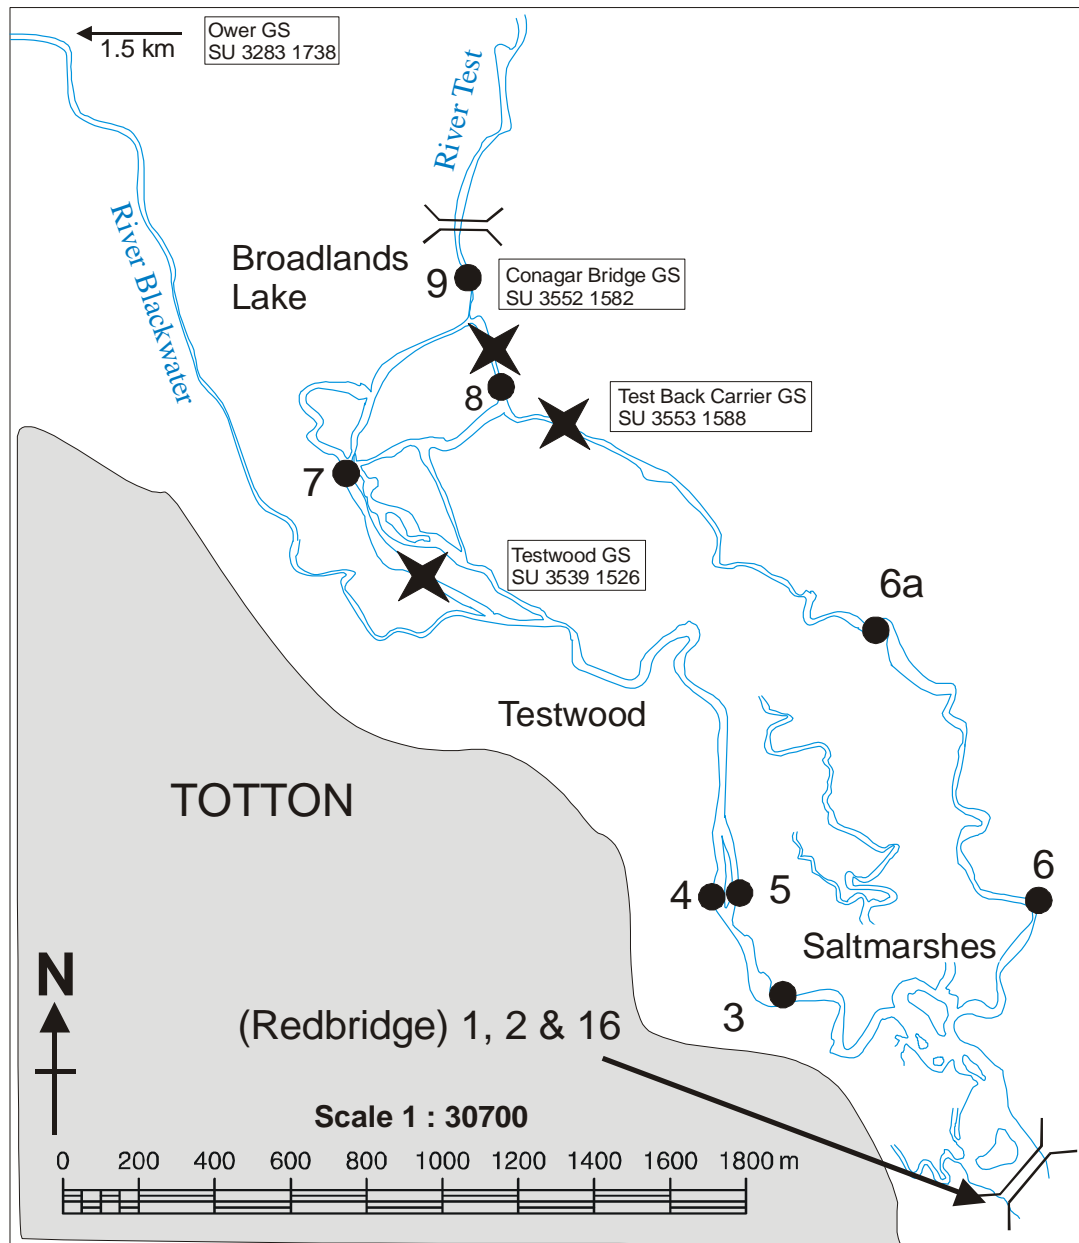 Ower GS
SU 3283 1738
1.5 km
River Test
River Blackwater
Broadlands
Lake
9
Conagar Bridge GS
SU 3552 1582
8
Test Back Carrier GS
SU 3553 1588
7
Testwood GS
SU 3539 1526
6a
Testwood
TOTTON
4
5
6
Saltmarshes
3
N
(Redbridge) 1, 2 & 16
Scale 1 : 30700
0 200 400 600 800 1000 1200 1400 1600 1800 m